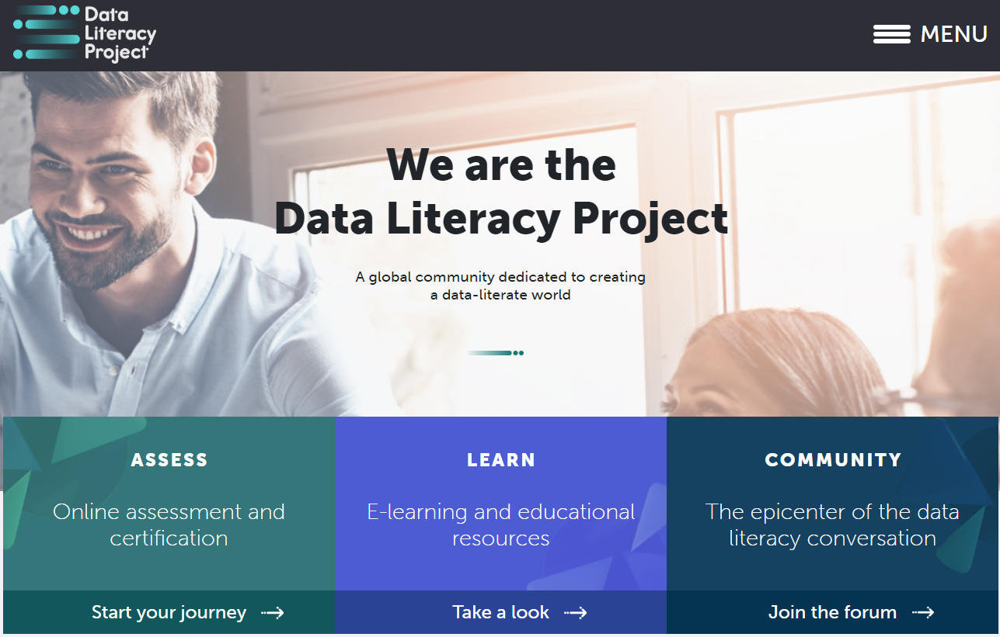 Data
Literacy
Project
MENU
We are the
Data Literacy Project
A global community dedicated to creating
a data-literate world
ASSESS
Online assessment and
certification
Start your journey
LEARN
E-learning and educational
resources
Take a look
COMMUNITY
The epicenter of the data
literacy conversation
Join the forum